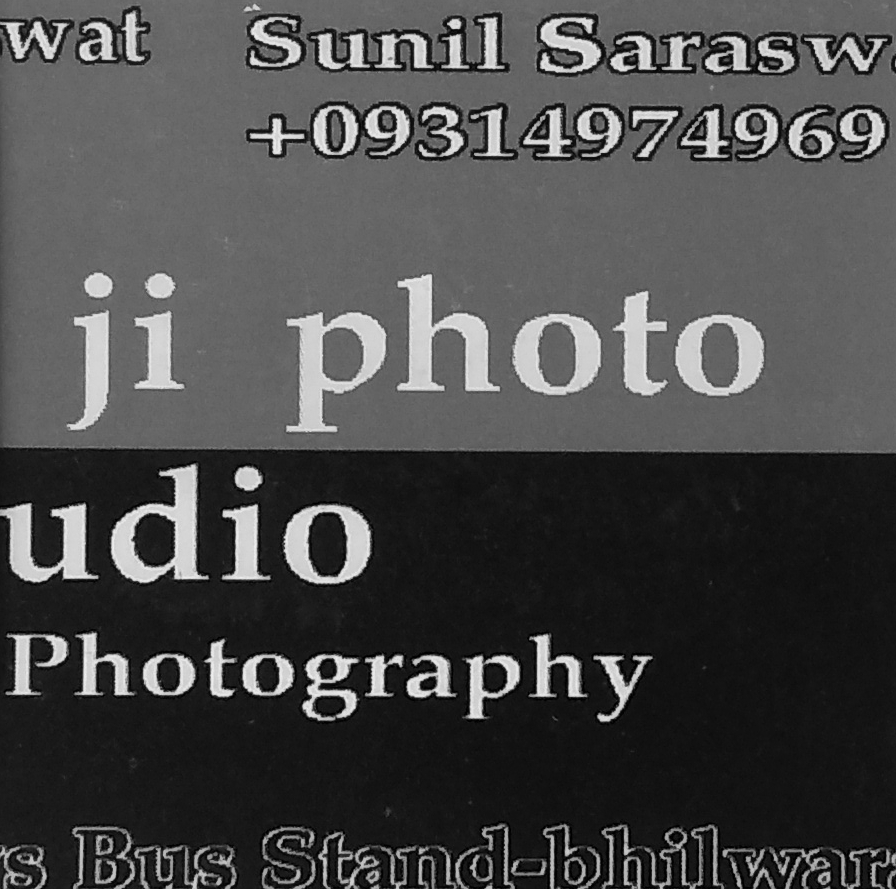 wat Sunil Sarasw
+09314974969
ji photo
udio
Photography
s Bus Stand-bhilwar